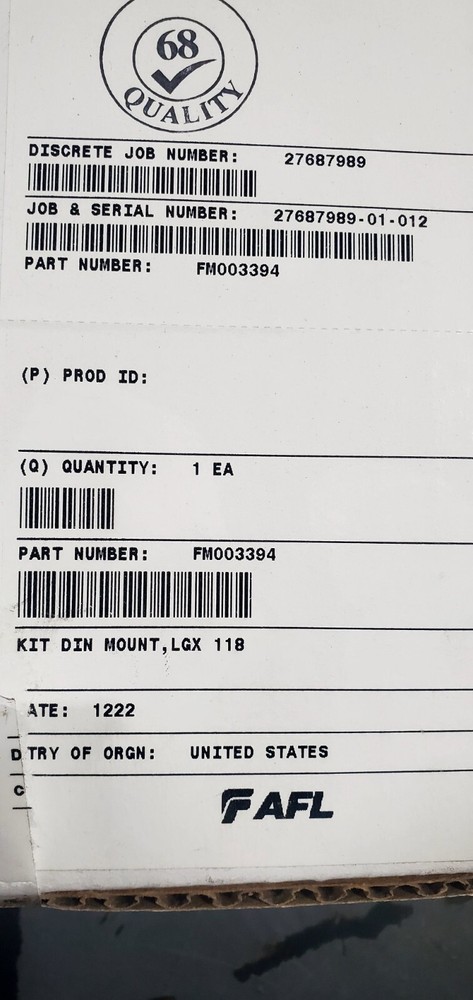 68
QUALITY
DISCRETE JOB NUMBER: 27687989
JOB & SERIAL NUMBER: 27687989-01-012
PART NUMBER: FM003394
(P) PROD ID:
(Q) QUANTITY: 1 EA
PART NUMBER: FM003394
KIT DIN MOUNT,LGX 118
ATE: 1222
D TRY OF ORGN: UNITED STATES
C
AFL